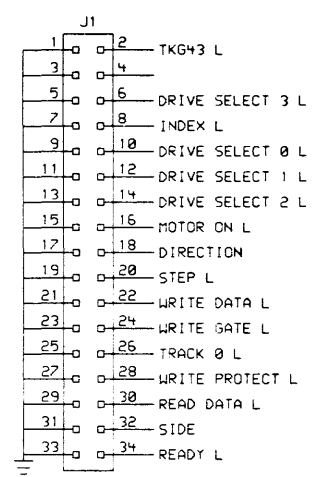 J1
1 2 TKG43 L
3 4
5 6 DRIVE SELECT 3 L
7 8 INDEX L
9 10 DRIVE SELECT 0 L
11 12 DRIVE SELECT 1 L
13 14 DRIVE SELECT 2 L
15 16 MOTOR ON L
17 18 DIRECTION
19 20 STEP L
21 22 WRITE DATA L
23 24 WRITE GATE L
25 26 TRACK 0 L
27 28 WRITE PROTECT L
29 30 READ DATA L
31 32 SIDE
33 34 READY L